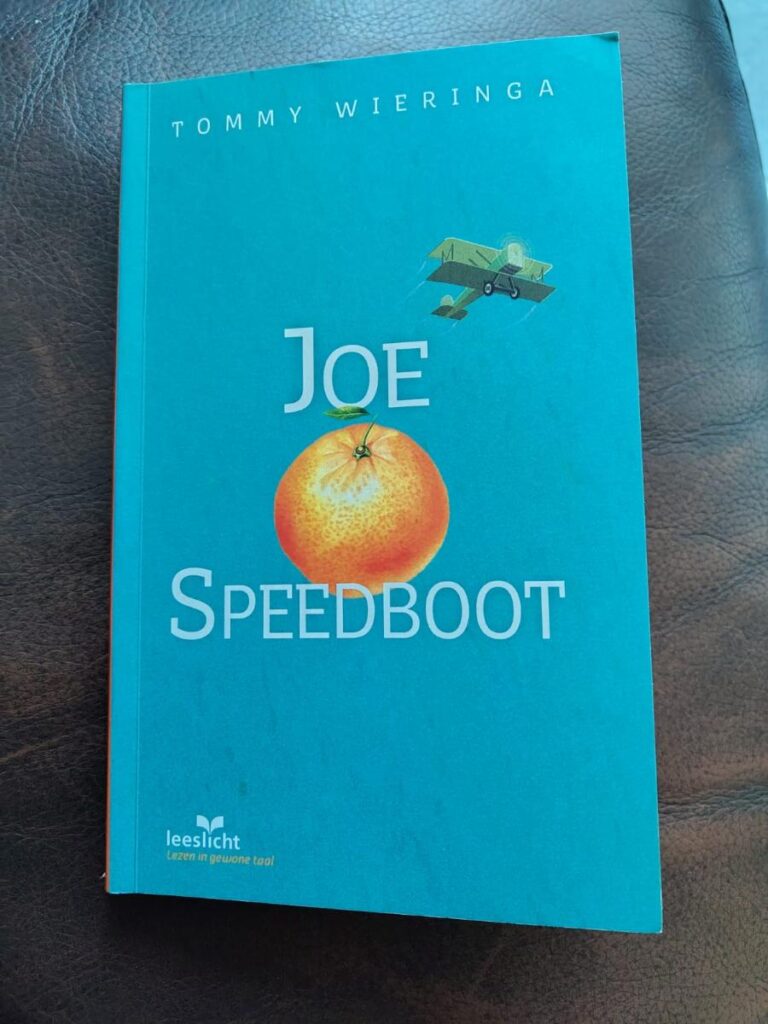 TOMMY WIERINGA
JOE
SPEEDBOOT
leeslicht
Lezen in gewone taal